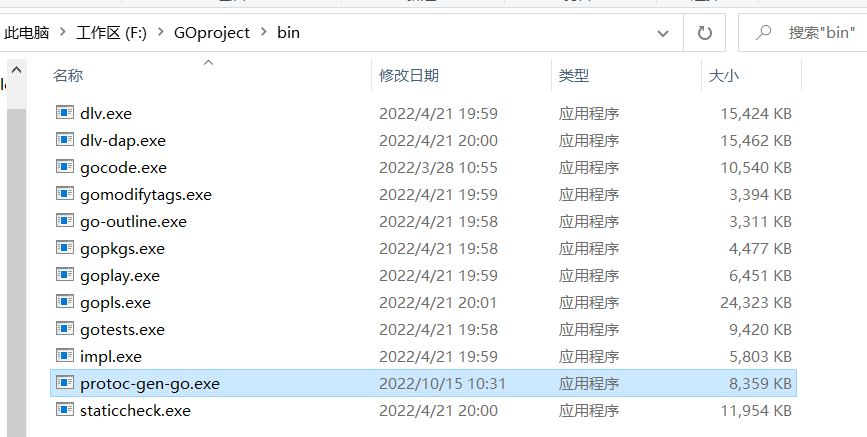 此电脑 > 工作区 (F:) > GOproject > bin
搜索"bin"
名称 修改日期 类型 大小
dlv.exe 2022/4/21 19:59 应用程序 15,424 KB
dlv-dap.exe 2022/4/21 20:00 应用程序 15,462 KB
gocode.exe 2022/3/28 10:55 应用程序 10,540 KB
gomodifytags.exe 2022/4/21 19:59 应用程序 3,394 KB
go-outline.exe 2022/4/21 19:58 应用程序 3,311 KB
gopkgs.exe 2022/4/21 19:58 应用程序 4,477 KB
goplay.exe 2022/4/21 19:59 应用程序 6,451 KB
gopls.exe 2022/4/21 20:01 应用程序 24,323 KB
gotests.exe 2022/4/21 19:58 应用程序 9,420 KB
impl.exe 2022/4/21 19:59 应用程序 5,803 KB
protoc-gen-go.exe 2022/10/15 10:31 应用程序 8,359 KB
staticcheck.exe 2022/4/21 20:00 应用程序 11,954 KB